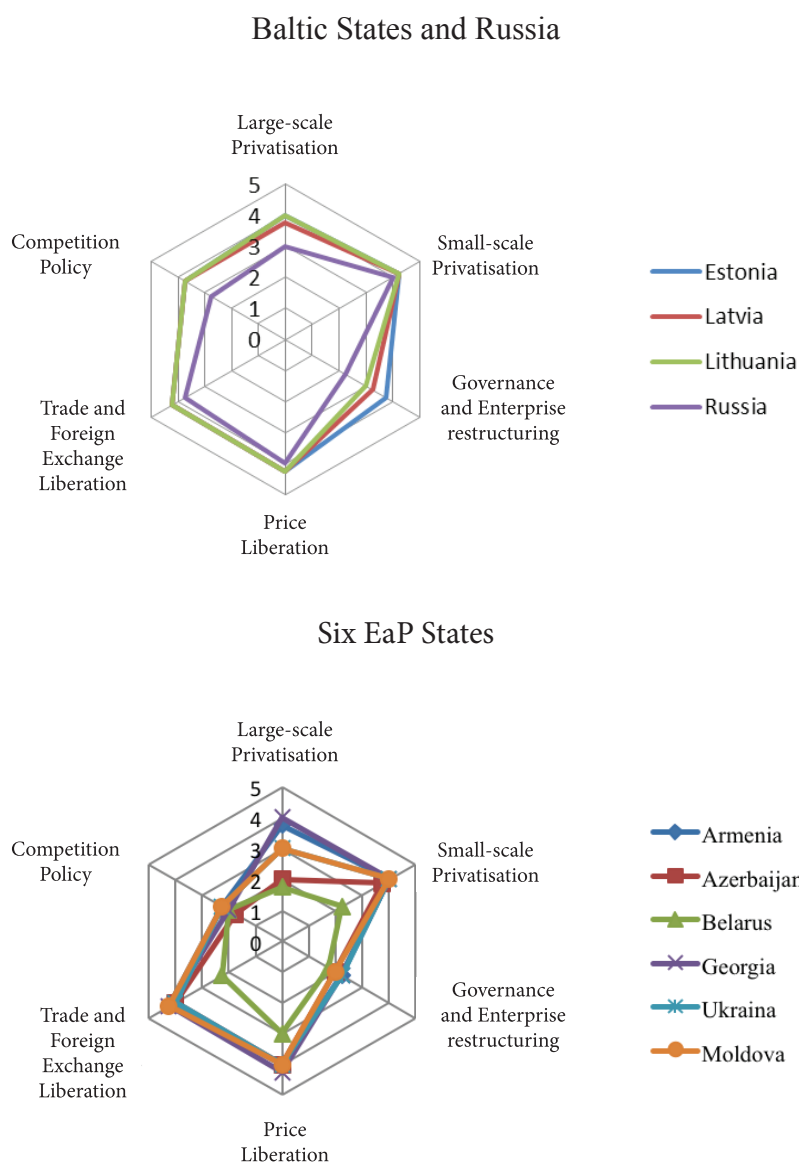 Baltic States and Russia
Large-scale
Privatisation
5
4
3
2
1
0
Competition
Policy
Small-scale
Privatisation
Trade and
Foreign
Exchange
Liberation
Governance
and Enterprise
restructuring
Price
Liberation
Estonia
Latvia
Lithuania
Russia
Six EaP States
Large-scale
Privatisation
5
4
3
2
1
0
Competition
Policy
Small-scale
Privatisation
Trade and
Foreign
Exchange
Liberation
Governance
and Enterprise
restructuring
Price
Liberation
Armenia
Azerbaijan
Belarus
Georgia
Ukraina
Moldova